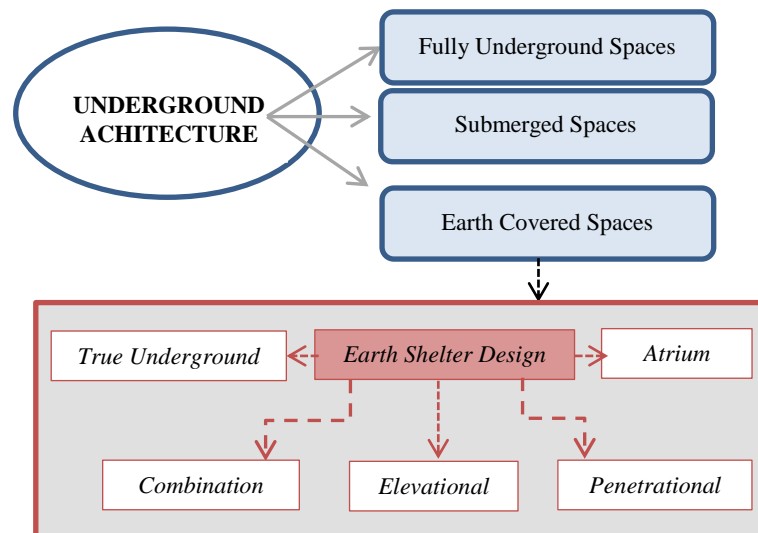 Fully Underground Spaces
UNDERGROUND
ACHITECTURE
Submerged Spaces
Earth Covered Spaces
True Underground
Earth Shelter Design
Atrium
Combination
Elevational
Penetrational